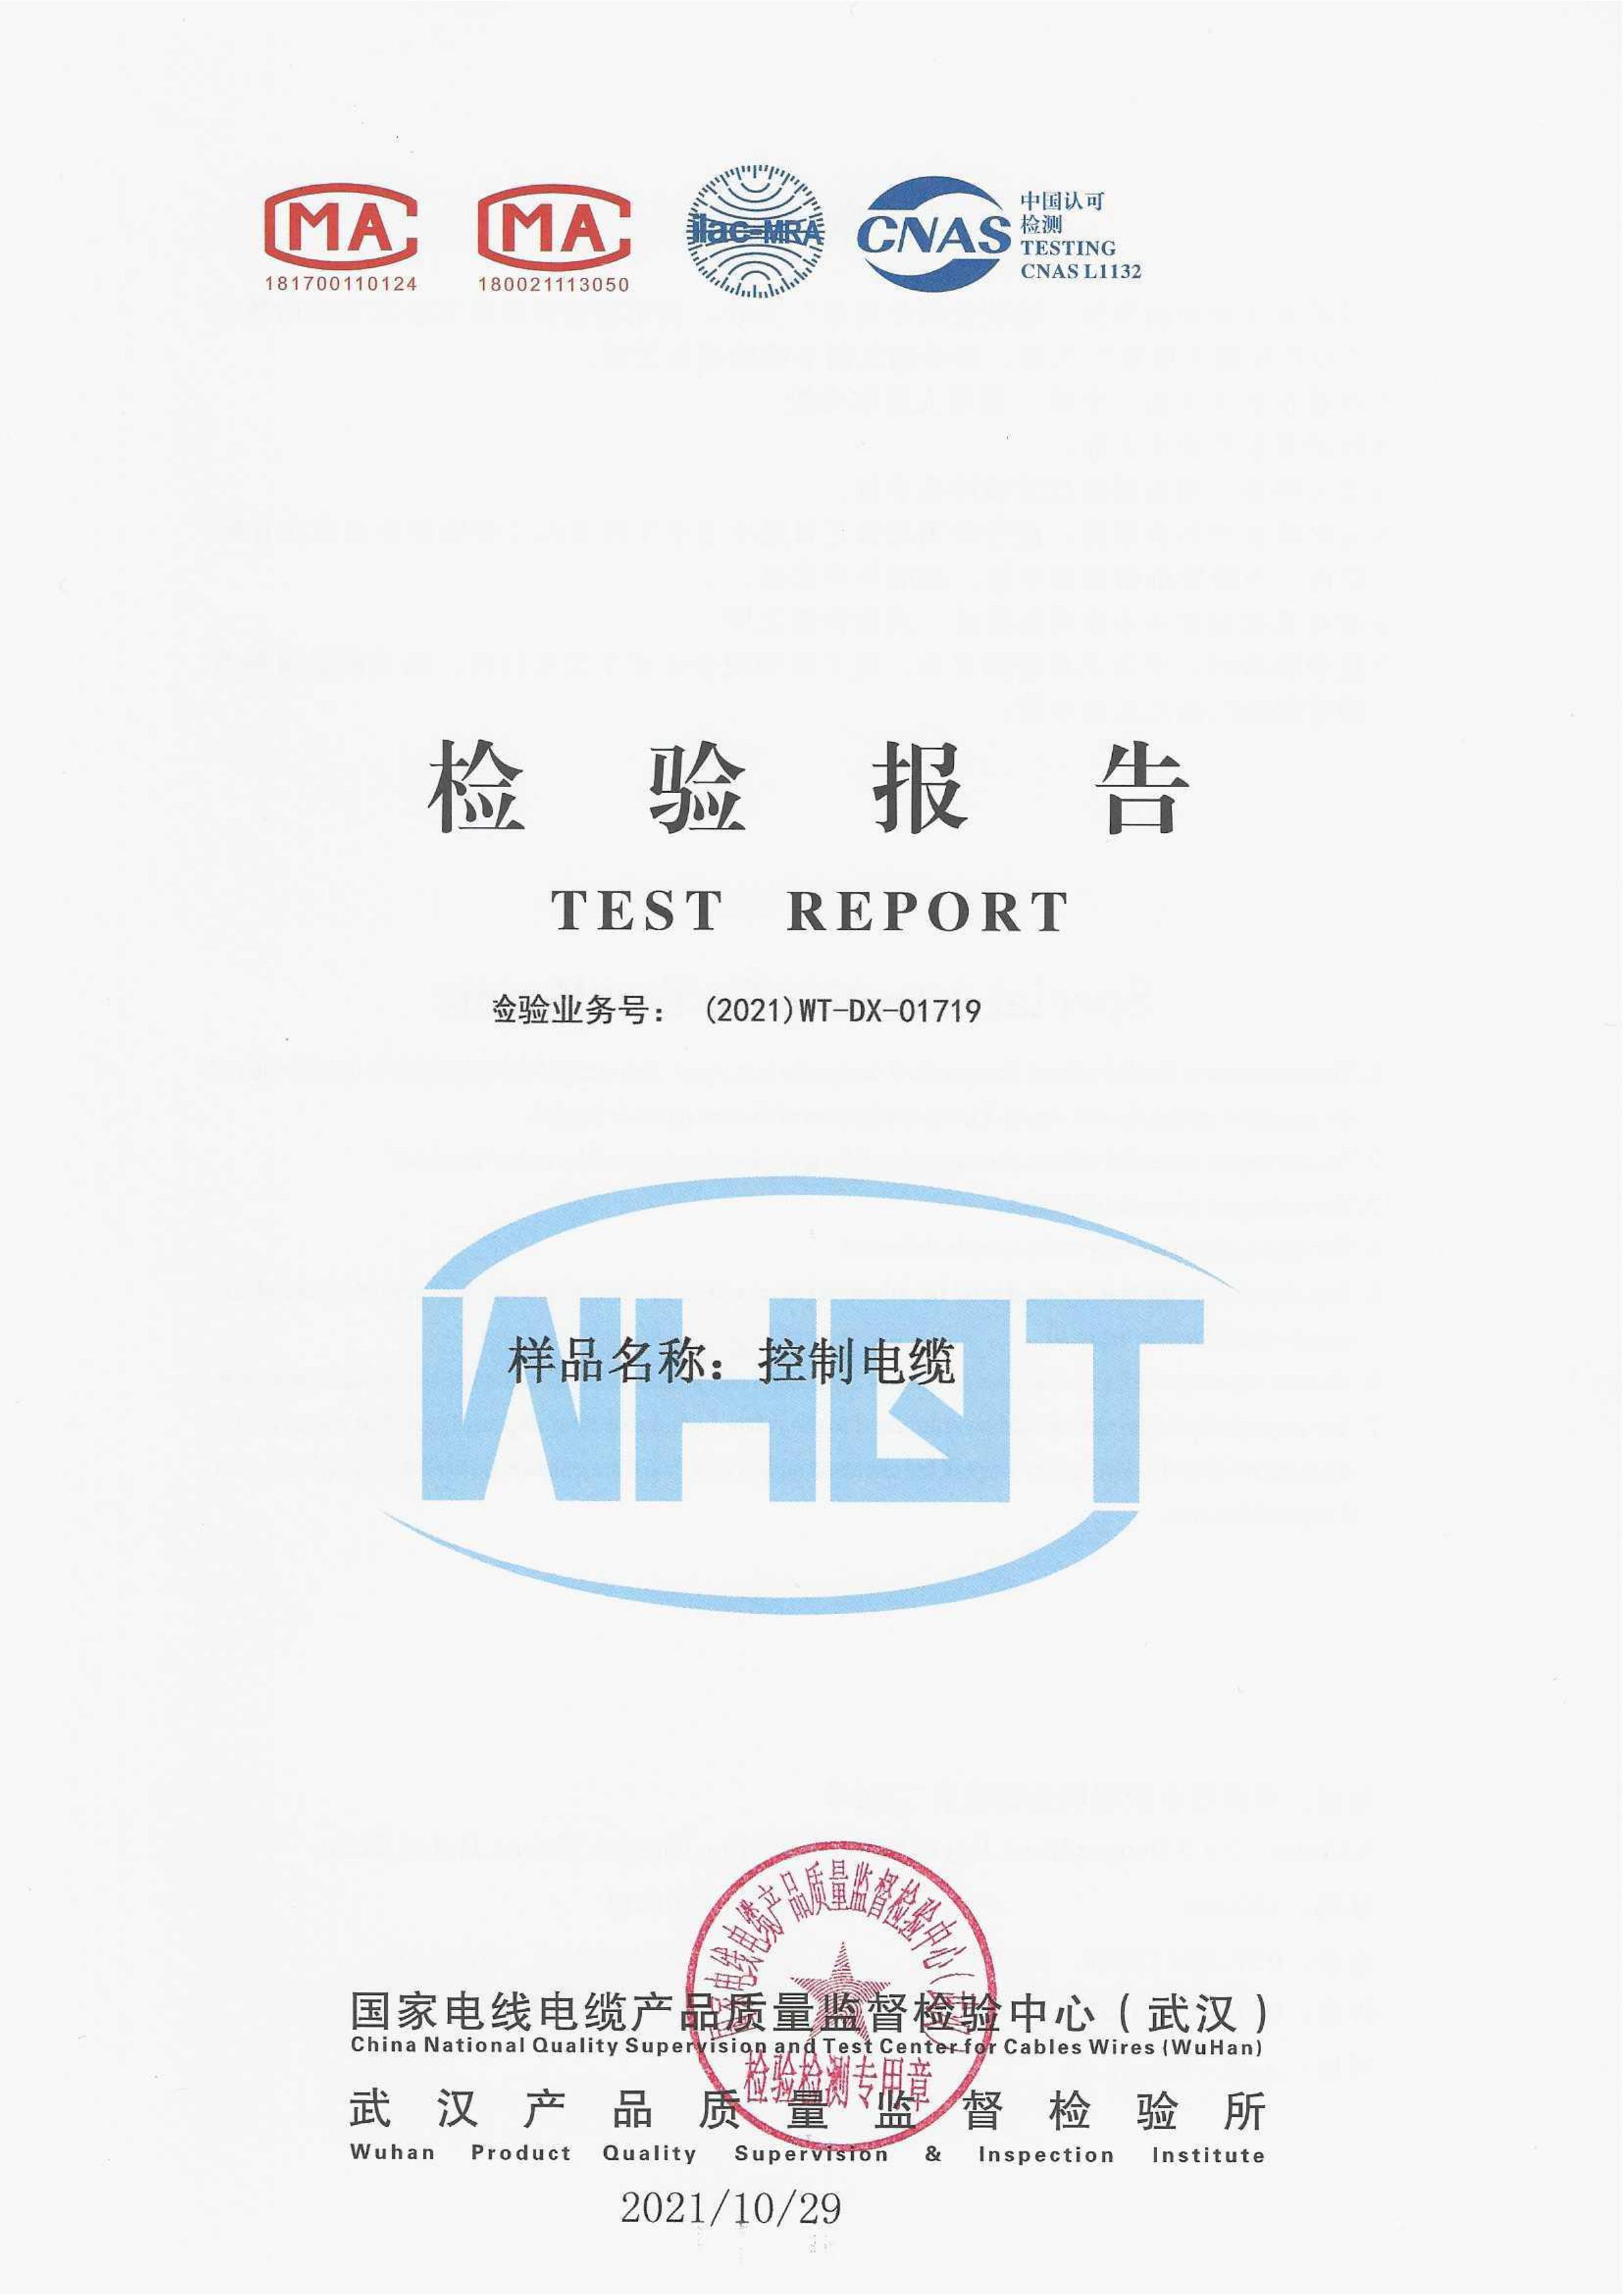 MA
181700110124
MA
180021113050
ilac-MRA
CNAS
中国认可
检测
TESTING
CNAS L1132
检验报告
TEST REPORT
检验业务号： (2021)WT-DX-01719
WHQT
样品名称：控制电缆
国家电线电缆产品质量监督检验中心（武汉）
检验检测专用章
国家电线电缆产品质量监督检验中心（武汉）
China National Quality Supervision and Test Center for Cables Wires (WuHan)
武汉产品质量监督检验所
Wuhan Product Quality Supervision & Inspection Institute
2021/10/29